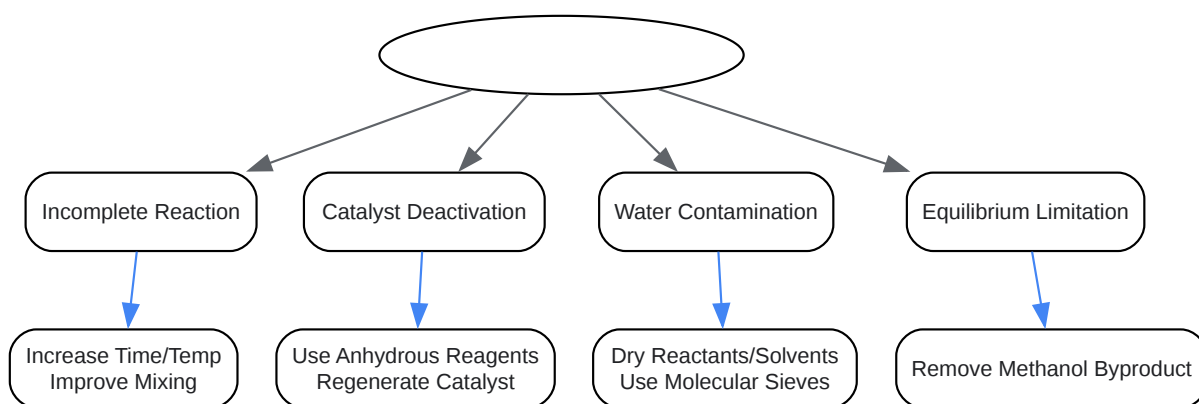 Incomplete Reaction
Catalyst Deactivation
Water Contamination
Equilibrium Limitation
Increase Time/Temp
Improve Mixing
Use Anhydrous Reagents
Regenerate Catalyst
Dry Reactants/Solvents
Use Molecular Sieves
Remove Methanol Byproduct